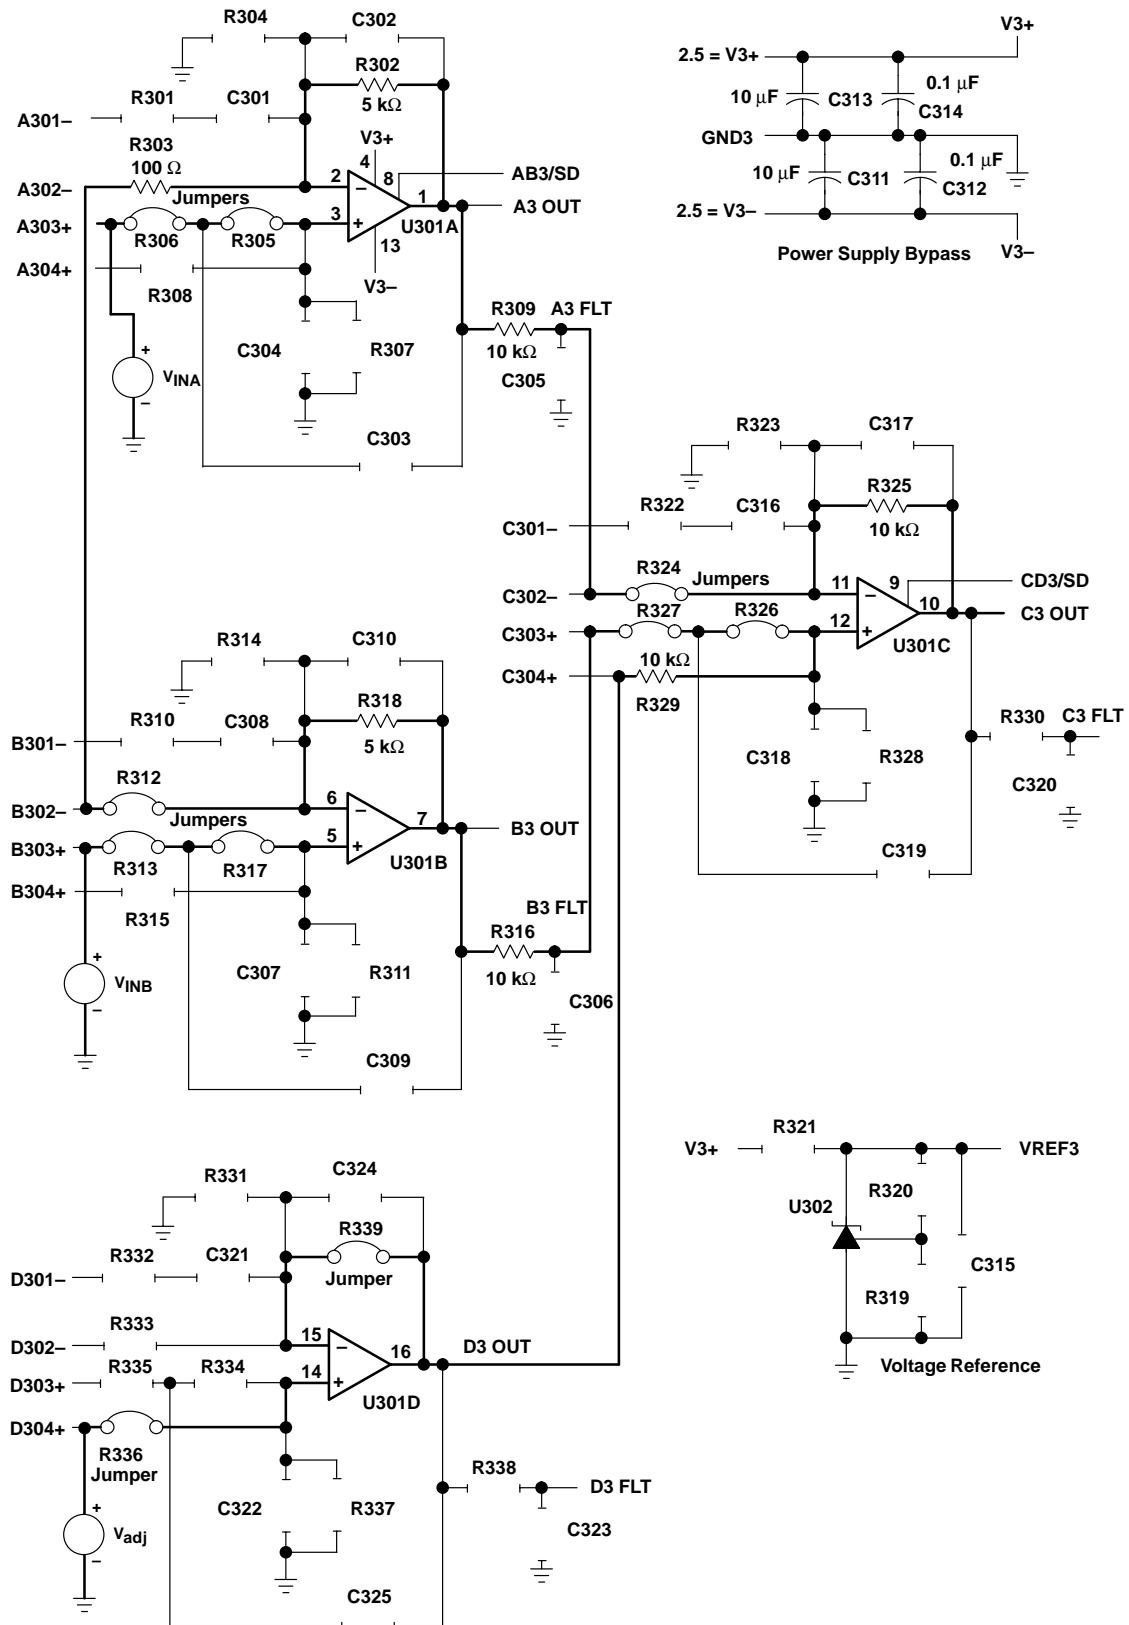 R304
C302
R302
5 kΩ
R301
C301
A301–
R303
100 Ω
V3+
4
8
AB3/SD
A302–
Jumpers
2
–
1
A3 OUT
A303+
3
+
U301A
R306
R305
13
A304+
R308
V3–
R309
A3 FLT
10 kΩ
C304
R307
C305
+
VINA
–
C303
V3+
2.5 = V3+
10 μF
C313
0.1 μF
C314
GND3
10 μF
C311
0.1 μF
C312
2.5 = V3–
Power Supply Bypass
V3–
R323
C317
R325
10 kΩ
R322
C316
C301–
R324
Jumpers
11
–
9
CD3/SD
C302–
10
C3 OUT
R327
R326
12
+
C303+
U301C
10 kΩ
C304+
R329
R330
C3 FLT
C318
R328
C320
C319
R314
C310
R318
5 kΩ
R310
C308
B301–
R312
6
–
7
B3 OUT
B302–
Jumpers
5
+
B303+
R313
R317
U301B
B304+
R315
B3 FLT
R316
10 kΩ
C307
R311
C306
+
VINB
–
C309
R321
V3+
VREF3
R320
U302
C315
R319
Voltage Reference
R331
C324
R339
Jumper
R332
C321
D301–
R333
15
–
16
D3 OUT
D302–
R335
R334
14
+
D303+
U301D
D304+
R336
Jumper
R338
D3 FLT
C322
R337
C323
+
Vadj
–
C325